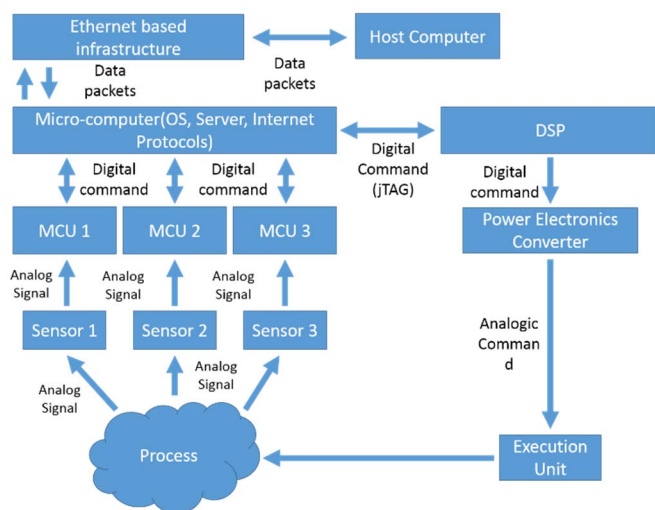 Ethernet based
infrastructure
Host Computer
Data
packets
Data
packets
Micro-computer(OS, Server, Internet
Protocols)
DSP
Digital
command
Digital
command
Digital
Command
(jTAG)
Digital
command
MCU 1
MCU 2
MCU 3
Power Electronics
Converter
Analog
Signal
Analog
Signal
Analog
Signal
Sensor 1
Sensor 2
Sensor 3
Analogic
Comman
d
Analog
Signal
Analog
Signal
Process
Execution
Unit